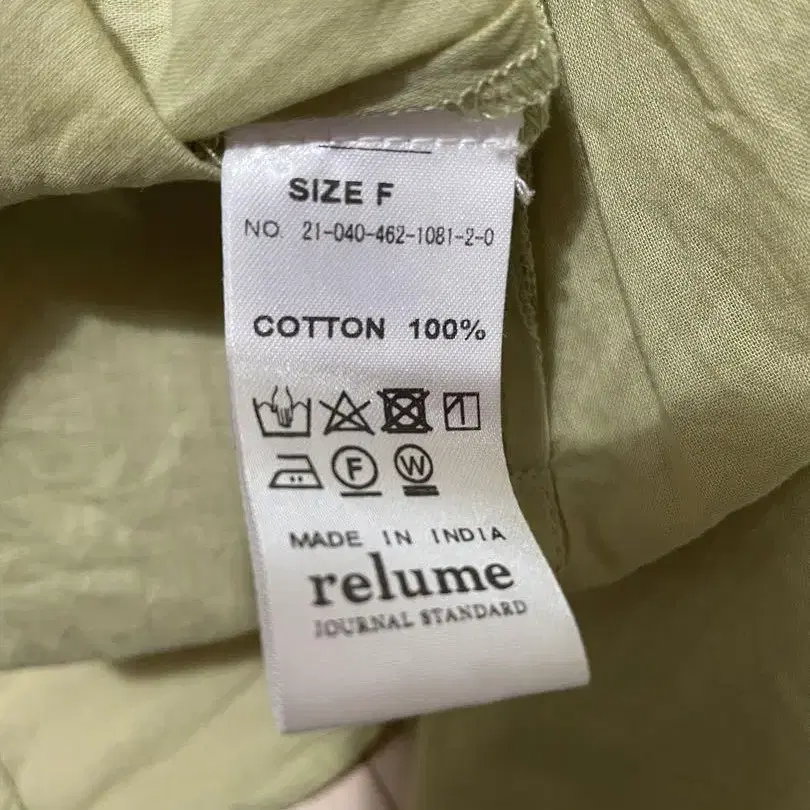 SIZE F
NO. 21-040-462-1081-2-0
COTTON 100%
F W
MADE IN INDIA
relume
JOURNAL STANDARD